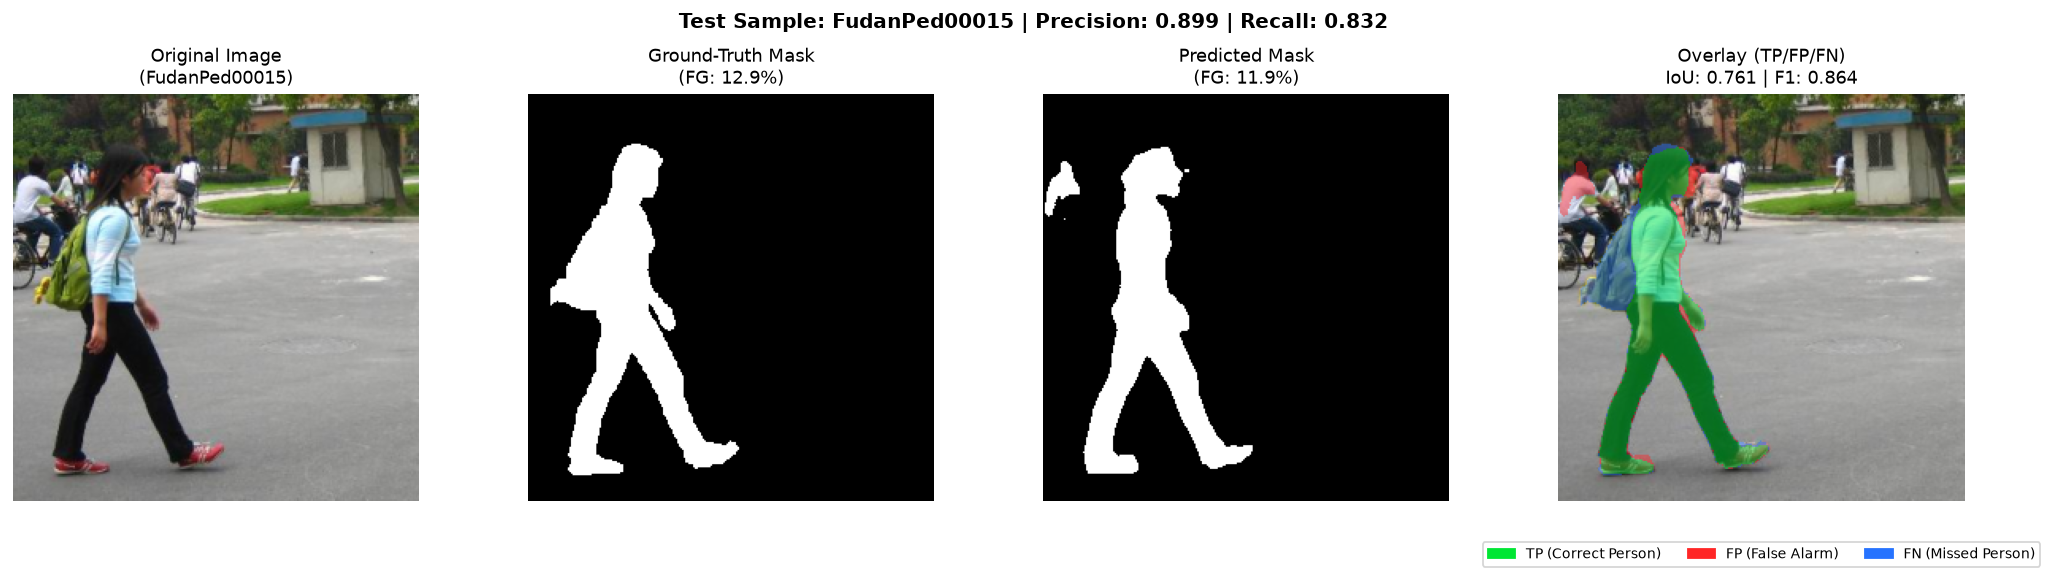 Test Sample: FudanPed00015 | Precision: 0.899 | Recall: 0.832
Original Image
(FudanPed00015)
Ground-Truth Mask
(FG: 12.9%)
Predicted Mask
(FG: 11.9%)
Overlay (TP/FP/FN)
IoU: 0.761 | F1: 0.864
TP (Correct Person)
FP (False Alarm)
FN (Missed Person)